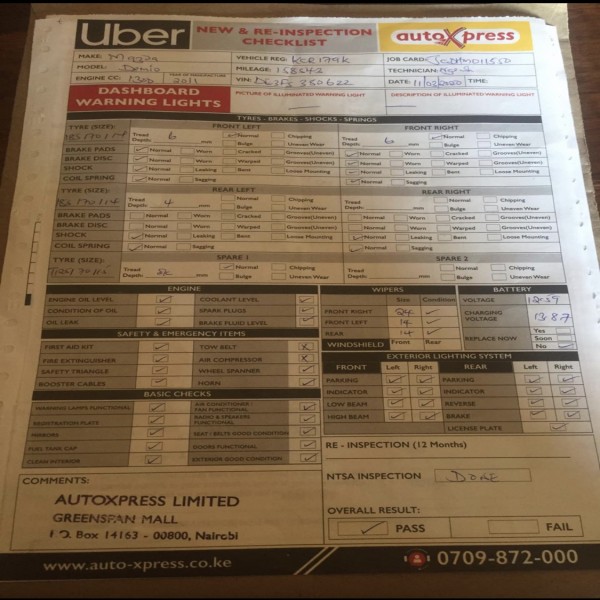 Uber NEW & RE-INSPECTION CHECKLIST autoXpress
MAKE: Mazda VEHICLE REG: KCR 179K JOB CARD:
MODEL: Demio MILEAGE: 158542 TECHNICIAN:
ENGINE CC: 1300 YEAR OF MANUFACTURE 2011 VIN: DE3FS 380622 DATE: 11/03/2020 TIME:
DASHBOARD WARNING LIGHTS PICTURE OF ILLUMINATED WARNING LIGHT DESCRIPTION OF ILLUMINATED WARNING LIGHT
TYRES - BRAKES - SHOCKS - SPRINGS
TYRE (SIZE): FRONT LEFT FRONT RIGHT
Tread Depth: 6 mm Normal Chipping Bulge Uneven Wear Tread Depth: 6 mm Normal Chipping Bulge Uneven Wear
BRAKE PADS Normal Worn Cracked Grooves(Uneven) Normal Worn Cracked Grooves(Uneven)
BRAKE DISC Normal Worn Warped Grooves(Uneven) Normal Worn Warped Grooves(Uneven)
SHOCK Normal Leaking Bent Loose Mounting Normal Leaking Bent Loose Mounting
COIL SPRING Normal Sagging Normal Sagging
TYRE (SIZE): REAR LEFT REAR RIGHT
Tread Depth: 4 mm Normal Chipping Bulge Uneven Wear Tread Depth: mm Normal Chipping Bulge Uneven Wear
BRAKE PADS Normal Worn Cracked Grooves(Uneven) Normal Worn Cracked Grooves(Uneven)
BRAKE DISC Normal Worn Warped Grooves(Uneven) Normal Worn Warped Grooves(Uneven)
SHOCK Normal Leaking Bent Loose Mounting Normal Leaking Bent Loose Mounting
COIL SPRING Normal Sagging Normal Sagging
TYRE (SIZE): SPARE 1 SPARE 2
Tread Depth: mm Normal Chipping Bulge Uneven Wear Tread Depth: mm Normal Chipping Bulge Uneven Wear
ENGINE
ENGINE OIL LEVEL COOLANT LEVEL
CONDITION OF OIL SPARK PLUGS
OIL LEAK BRAKE FLUID LEVEL
SAFETY & EMERGENCY ITEMS
FIRST AID KIT TOW BELT X
FIRE EXTINGUISHER AIR COMPRESSOR X
SAFETY TRIANGLE WHEEL SPANNER
BOOSTER CABLES HORN
BASIC CHECKS
WARNING LAMPS FUNCTIONAL AIR CONDITIONER / FAN FUNCTIONAL
REGISTRATION PLATE RADIO & SPEAKERS FUNCTIONAL
MIRRORS SEAT / BELTS GOOD CONDITION
FUEL TANK CAP DOORS FUNCTIONAL
CLEAN INTERIOR EXTERIOR GOOD CONDITION
WIPERS
Size Condition
FRONT RIGHT 24
FRONT LEFT 14
REAR 14
WINDSHIELD Front Rear
BATTERY
VOLTAGE 12.59
CHARGING VOLTAGE 13.87
REPLACE NOW Yes Soon No
EXTERIOR LIGHTING SYSTEM
FRONT Left Right REAR Left Right
PARKING PARKING
INDICATOR INDICATOR
LOW BEAM REVERSE
HIGH BEAM BRAKE
LICENSE PLATE
RE - INSPECTION (12 Months)
NTSA INSPECTION DONE
OVERALL RESULT:
PASS FAIL
COMMENTS:
AUTOXPRESS LIMITED
GREENSPAN MALL
P.O. Box 14163 - 00800, Nairobi
www.auto-xpress.co.ke 0709-872-000